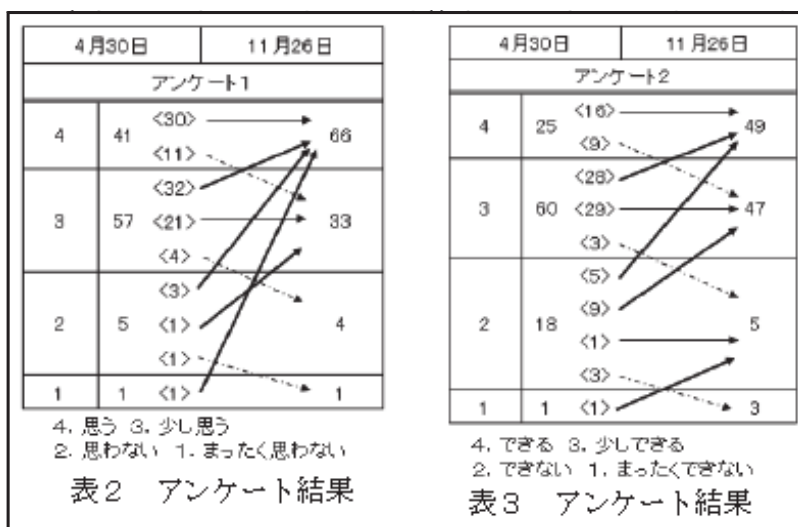 4月30日 11月26日
アンケート1
4 41 <30> 66
<11>
<32>
3 57 <21> 33
<4>
<3>
2 5 <1> 4
<1>
1 1 <1> 1
4. 思う 3. 少し思う
2. 思わない 1. まったく思わない
表2 アンケート結果
4月30日 11月26日
アンケート2
<16>
4 25 49
<9>
<28>
3 60 <29> 47
<3>
<5>
<9>
2 18 5
<1>
<3>
1 1 <1> 3
4. できる 3. 少しできる
2. できない 1. まったくできない
表3 アンケート結果